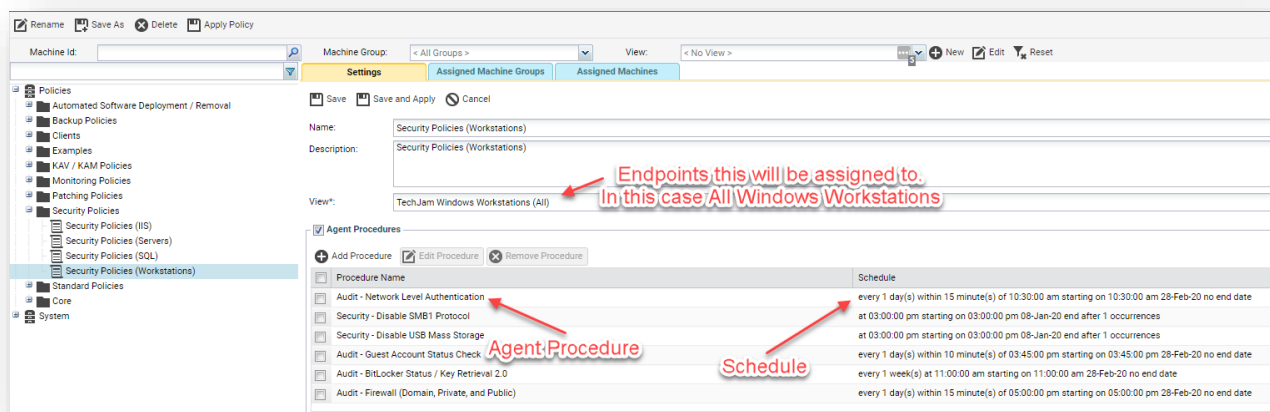 Rename Save As Delete Apply Policy
Machine Id: Machine Group: < All Groups > View: < No View > New Edit Reset
5
Settings Assigned Machine Groups Assigned Machines
Policies
Automated Software Deployment / Removal
Backup Policies
Clients
Examples
KAV / KAM Policies
Monitoring Policies
Patching Policies
Security Policies
Security Policies (IIS)
Security Policies (Servers)
Security Policies (SQL)
Security Policies (Workstations)
Standard Policies
Core
System
Save Save and Apply Cancel
Name: Security Policies (Workstations)
Description: Security Policies (Workstations)
Endpoints this will be assigned to.
In this case All Windows Workstations
View*: TechJam Windows Workstations (All)
Agent Procedures
Add Procedure Edit Procedure Remove Procedure
Procedure Name Schedule
Audit - Network Level Authentication every 1 day(s) within 15 minute(s) of 10:30:00 am starting on 10:30:00 am 28-Feb-20 no end date
Security - Disable SMB1 Protocol at 03:00:00 pm starting on 03:00:00 pm 08-Jan-20 end after 1 occurrences
Security - Disable USB Mass Storage at 03:00:00 pm starting on 03:00:00 pm 08-Jan-20 end after 1 occurrences
Audit - Guest Account Status Check every 1 day(s) within 10 minute(s) of 03:45:00 pm starting on 03:45:00 pm 28-Feb-20 no end date
Audit - BitLocker Status / Key Retrieval 2.0 every 1 week(s) at 11:00:00 am starting on 11:00:00 am 28-Feb-20 no end date
Audit - Firewall (Domain, Private, and Public) every 1 day(s) within 15 minute(s) of 05:00:00 pm starting on 05:00:00 pm 28-Feb-20 no end date
Agent Procedure
Schedule